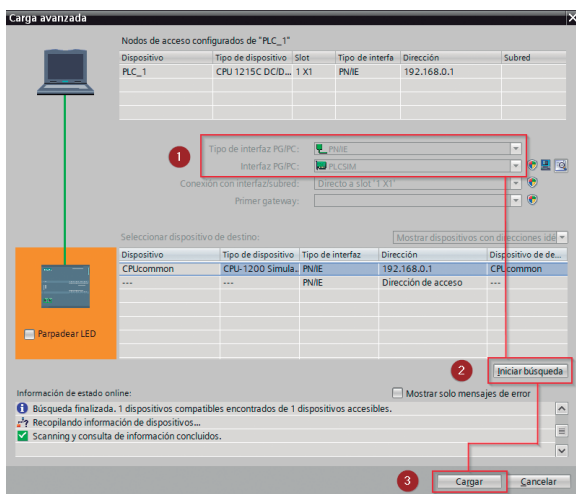 Carga avanzada
Nodos de acceso configurados de "PLC_1"
Dispositivo Tipo de dispositivo Slot Tipo de interfa Dirección Subred
PLC_1 CPU 1215C DC/D... 1 X1 PN/IE 192.168.0.1
1
Tipo de interfaz PG/PC: PN/IE
Interfaz PG/PC: PLCSIM
Conexión con interfaz/subred: Directo a slot '1 X1'
Primer gateway:
Seleccionar dispositivo de destino: Mostrar dispositivos con direcciones idé
Dispositivo Tipo de dispositivo Tipo de interfaz Dirección Dispositivo de de...
CPUcommon CPU-1200 Simula.. PN/IE 192.168.0.1 CPUcommon
--- --- PN/IE Dirección de acceso ---
Parpadear LED
2
Iniciar búsqueda
Información de estado online: Mostrar solo mensajes de error
Búsqueda finalizada. 1 dispositivos compatibles encontrados de 1 dispositivos accesibles.
Recopilando información de dispositivos...
Scanning y consulta de información concluidos.
3
Cargar Cancelar